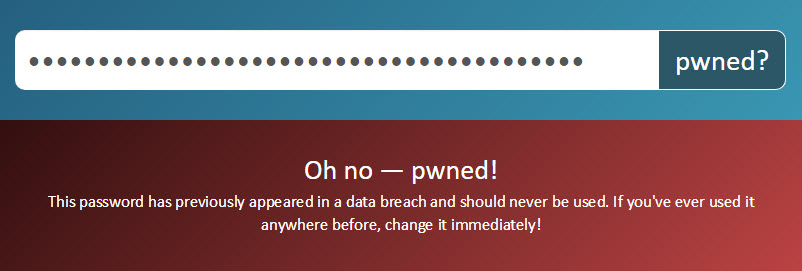 pwned?
Oh no — pwned!
This password has previously appeared in a data breach and should never be used. If you've ever used it
anywhere before, change it immediately!